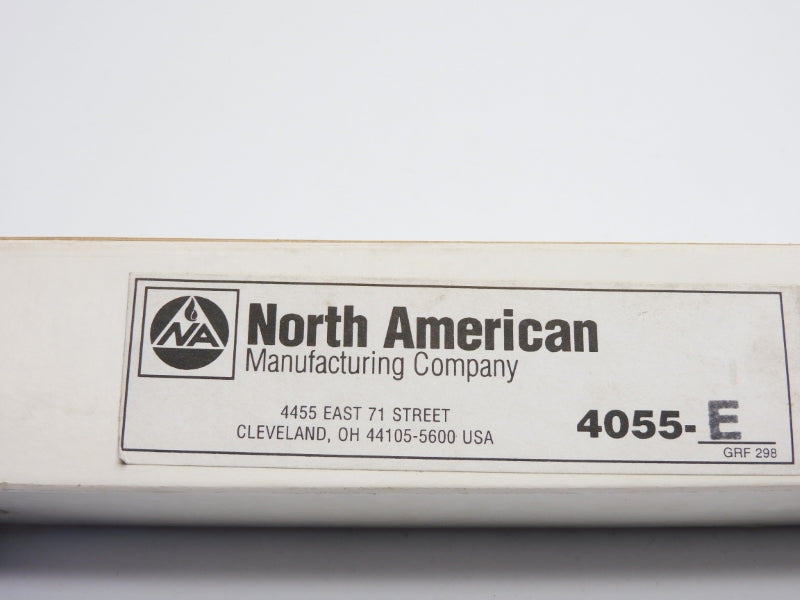 NA
North American
Manufacturing Company
4455 EAST 71 STREET
CLEVELAND, OH 44105-5600 USA
4055-E
GRF 298